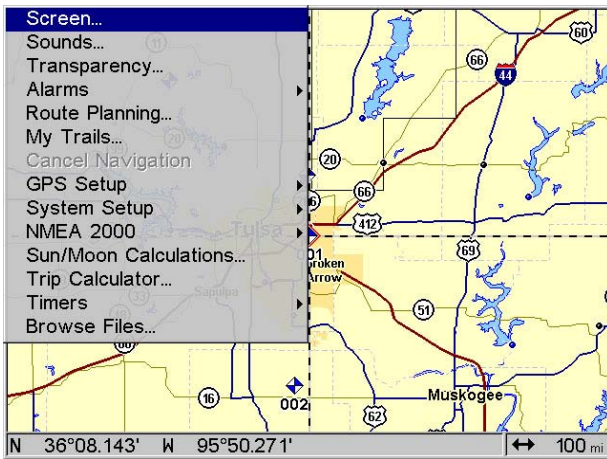 Screen...
Sounds...
Transparency...
Alarms
Route Planning...
My Trails...
Cancel Navigation
GPS Setup
System Setup
NMEA 2000
Sun/Moon Calculations...
Trip Calculator...
Timers
Browse Files...
60
66
44
20
66
412
Tulsa
69
Broken
Arrow
33
Sapulpa
51
16
002
62
Muskogee
N 36°08.143' W 95°50.271'
↔ 100 mi